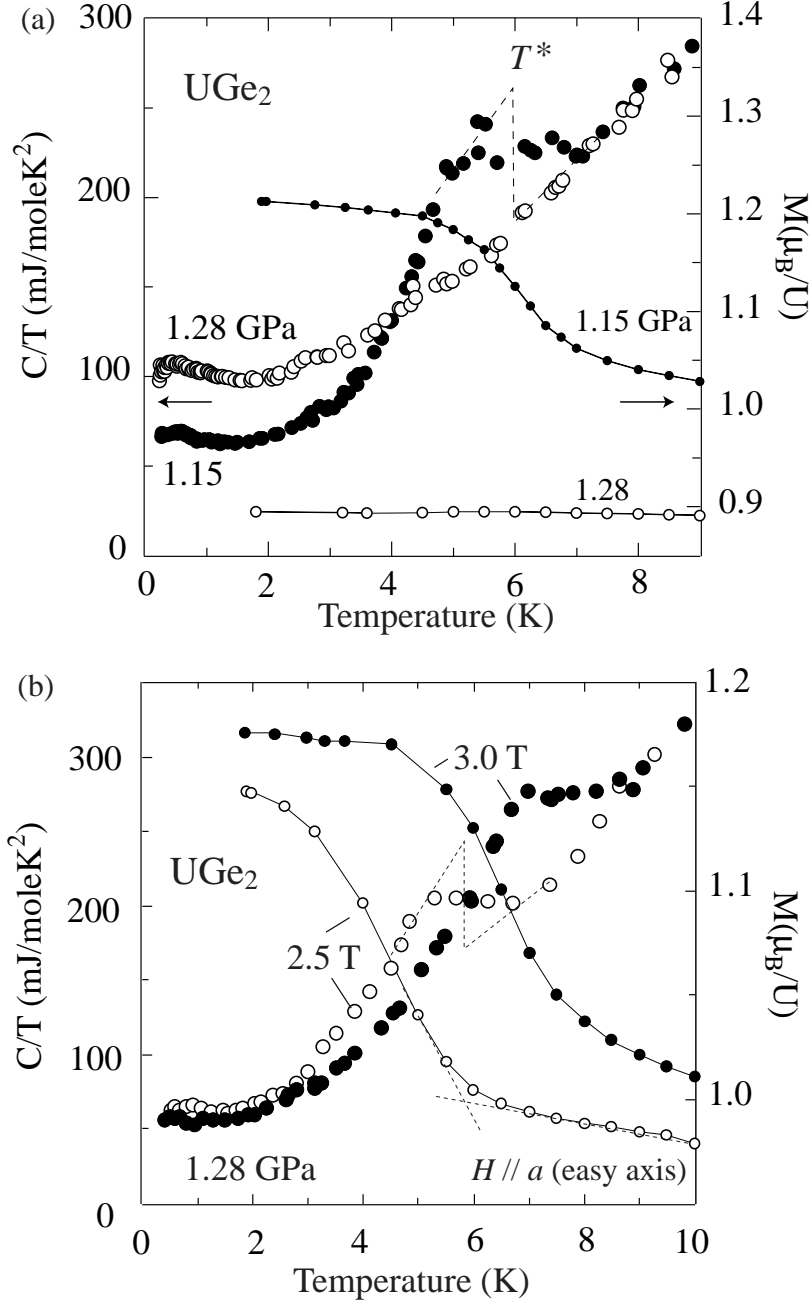 (a)
300
200
100
0
C/T (mJ/moleK²)
UGe₂
T*
1.4
1.3
1.2
1.1
1.0
0.9
M(μB/U)
1.28 GPa
1.15 GPa
1.15
1.28
0 2 4 6 8
Temperature (K)
(b)
300
200
100
0
C/T (mJ/moleK²)
UGe₂
3.0 T
2.5 T
1.2
1.1
1.0
M(μB/U)
1.28 GPa
H // a (easy axis)
0 2 4 6 8 10
Temperature (K)